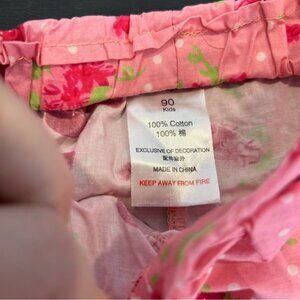 90
Kids
100% Cotton
100% 棉
EXCLUSIVE OF DECORATION
配飾除外
MADE IN CHINA
KEEP AWAY FROM FIRE